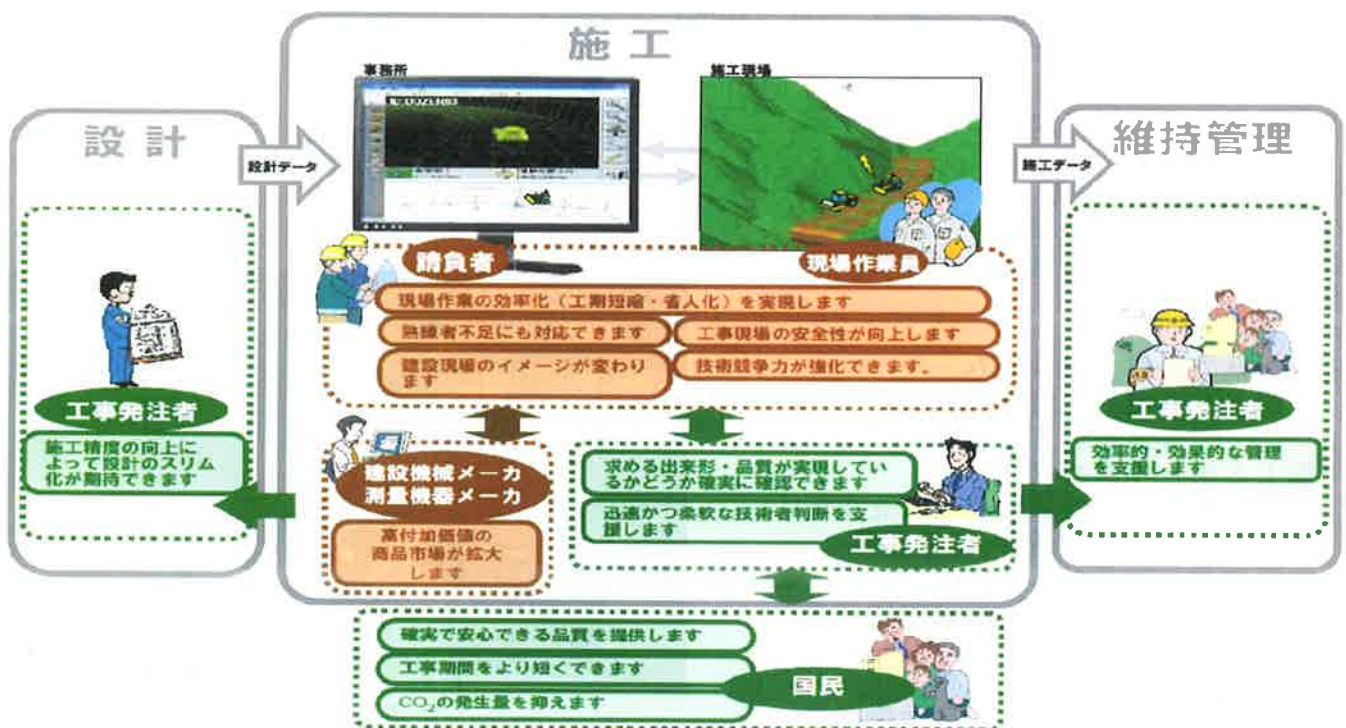 施工
事務所
施工現場
ID:DOZER03
設計
設計データ
施工データ
維持管理
請負者
現場作業員
現場作業の効率化（工期短縮・省人化）を実現します
熟練者不足にも対応できます
工事現場の安全性が向上します
建設現場のイメージが変わり
ます
技術競争力が強化できます。
工事発注者
施工精度の向上に
よって設計のスリム
化が期待できます
建設機械メーカ
測量機器メーカ
高付加価値の
商品市場が拡大
します
求める出来形・品質が実現してい
るかどうか確実に確認できます
迅速かつ柔軟な技術者判断を支
援します
工事発注者
工事発注者
効率的・効果的な管理
を支援します
確実で安心できる品質を提供します
工事期間をより短くできます
CO₂の発生量を抑えます
国民